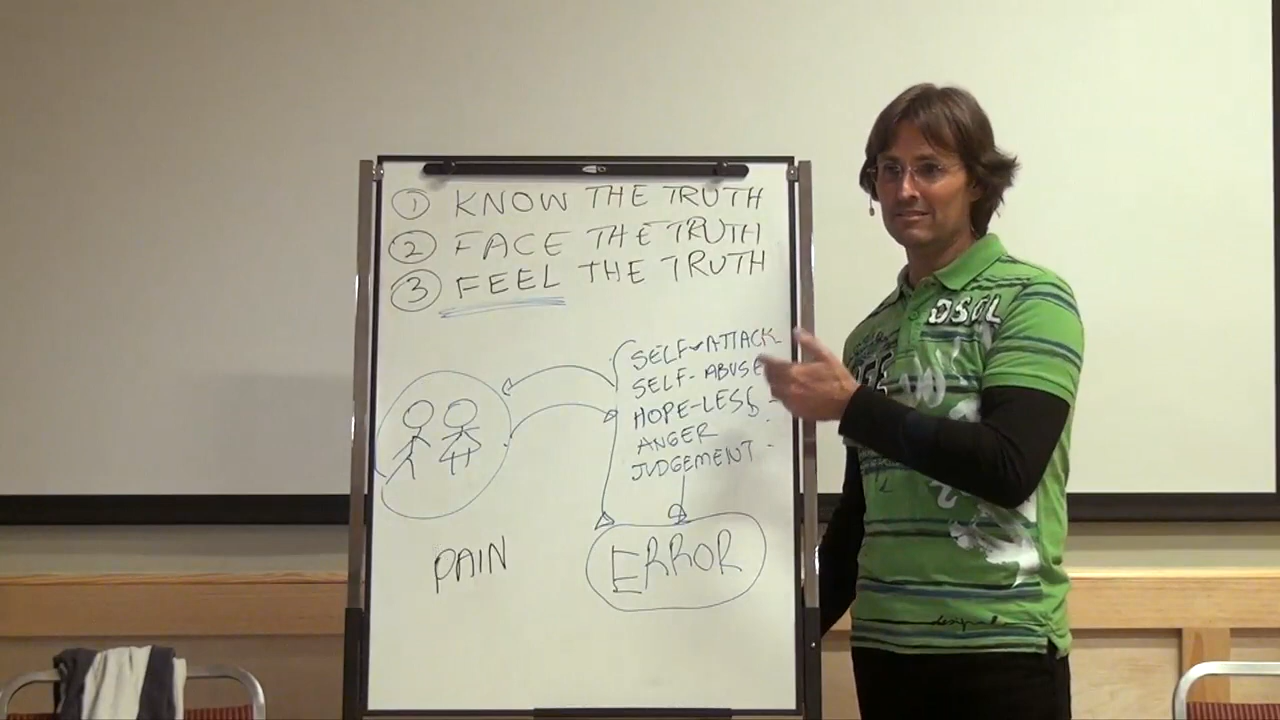 ① KNOW THE TRUTH
② FACE THE TRUTH
③ FEEL THE TRUTH
SELF-ATTACK
SELF-ABUSE
HOPE-LESS
ANGER
JUDGEMENT
PAIN
ERROR